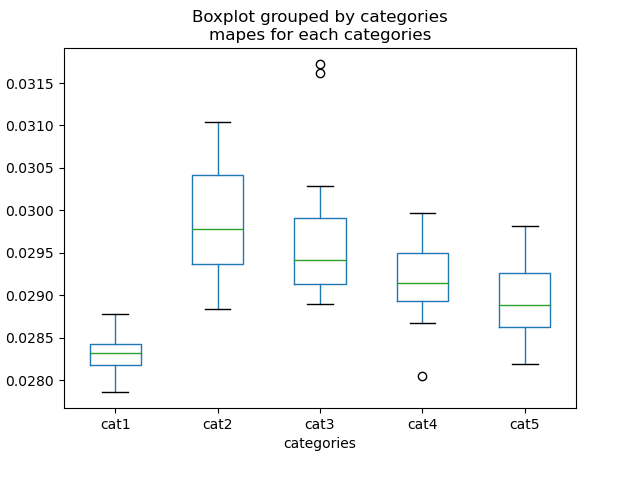 Boxplot grouped by categories
mapes for each categories
0.0315
0.0310
0.0305
0.0300
0.0295
0.0290
0.0285
0.0280
cat1 cat2 cat3 cat4 cat5
categories